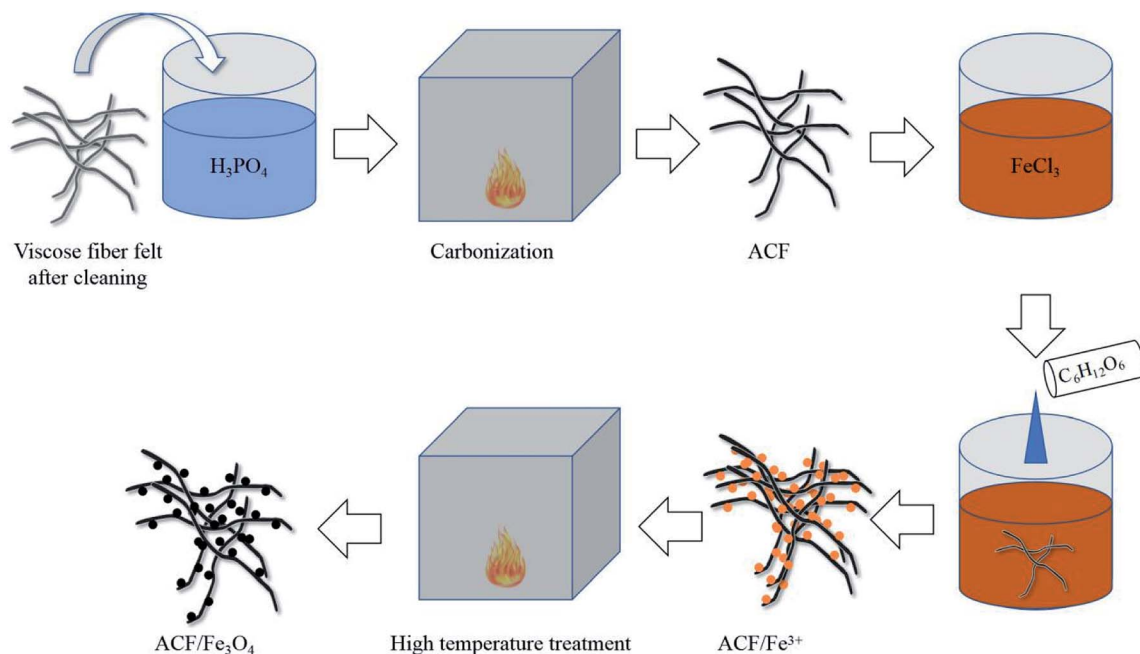 H₃PO₄
FeCl₃
Viscose fiber felt
after cleaning
Carbonization
ACF
C₆H₁₂O₆
ACF/Fe₃O₄
High temperature treatment
ACF/Fe³⁺